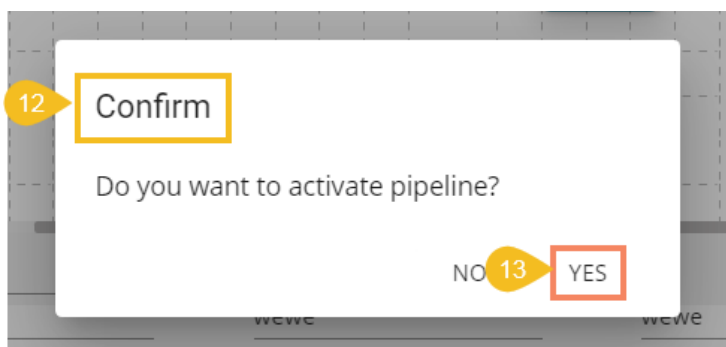 12
Confirm
Do you want to activate pipeline?
NO 13 YES
wewe wewe